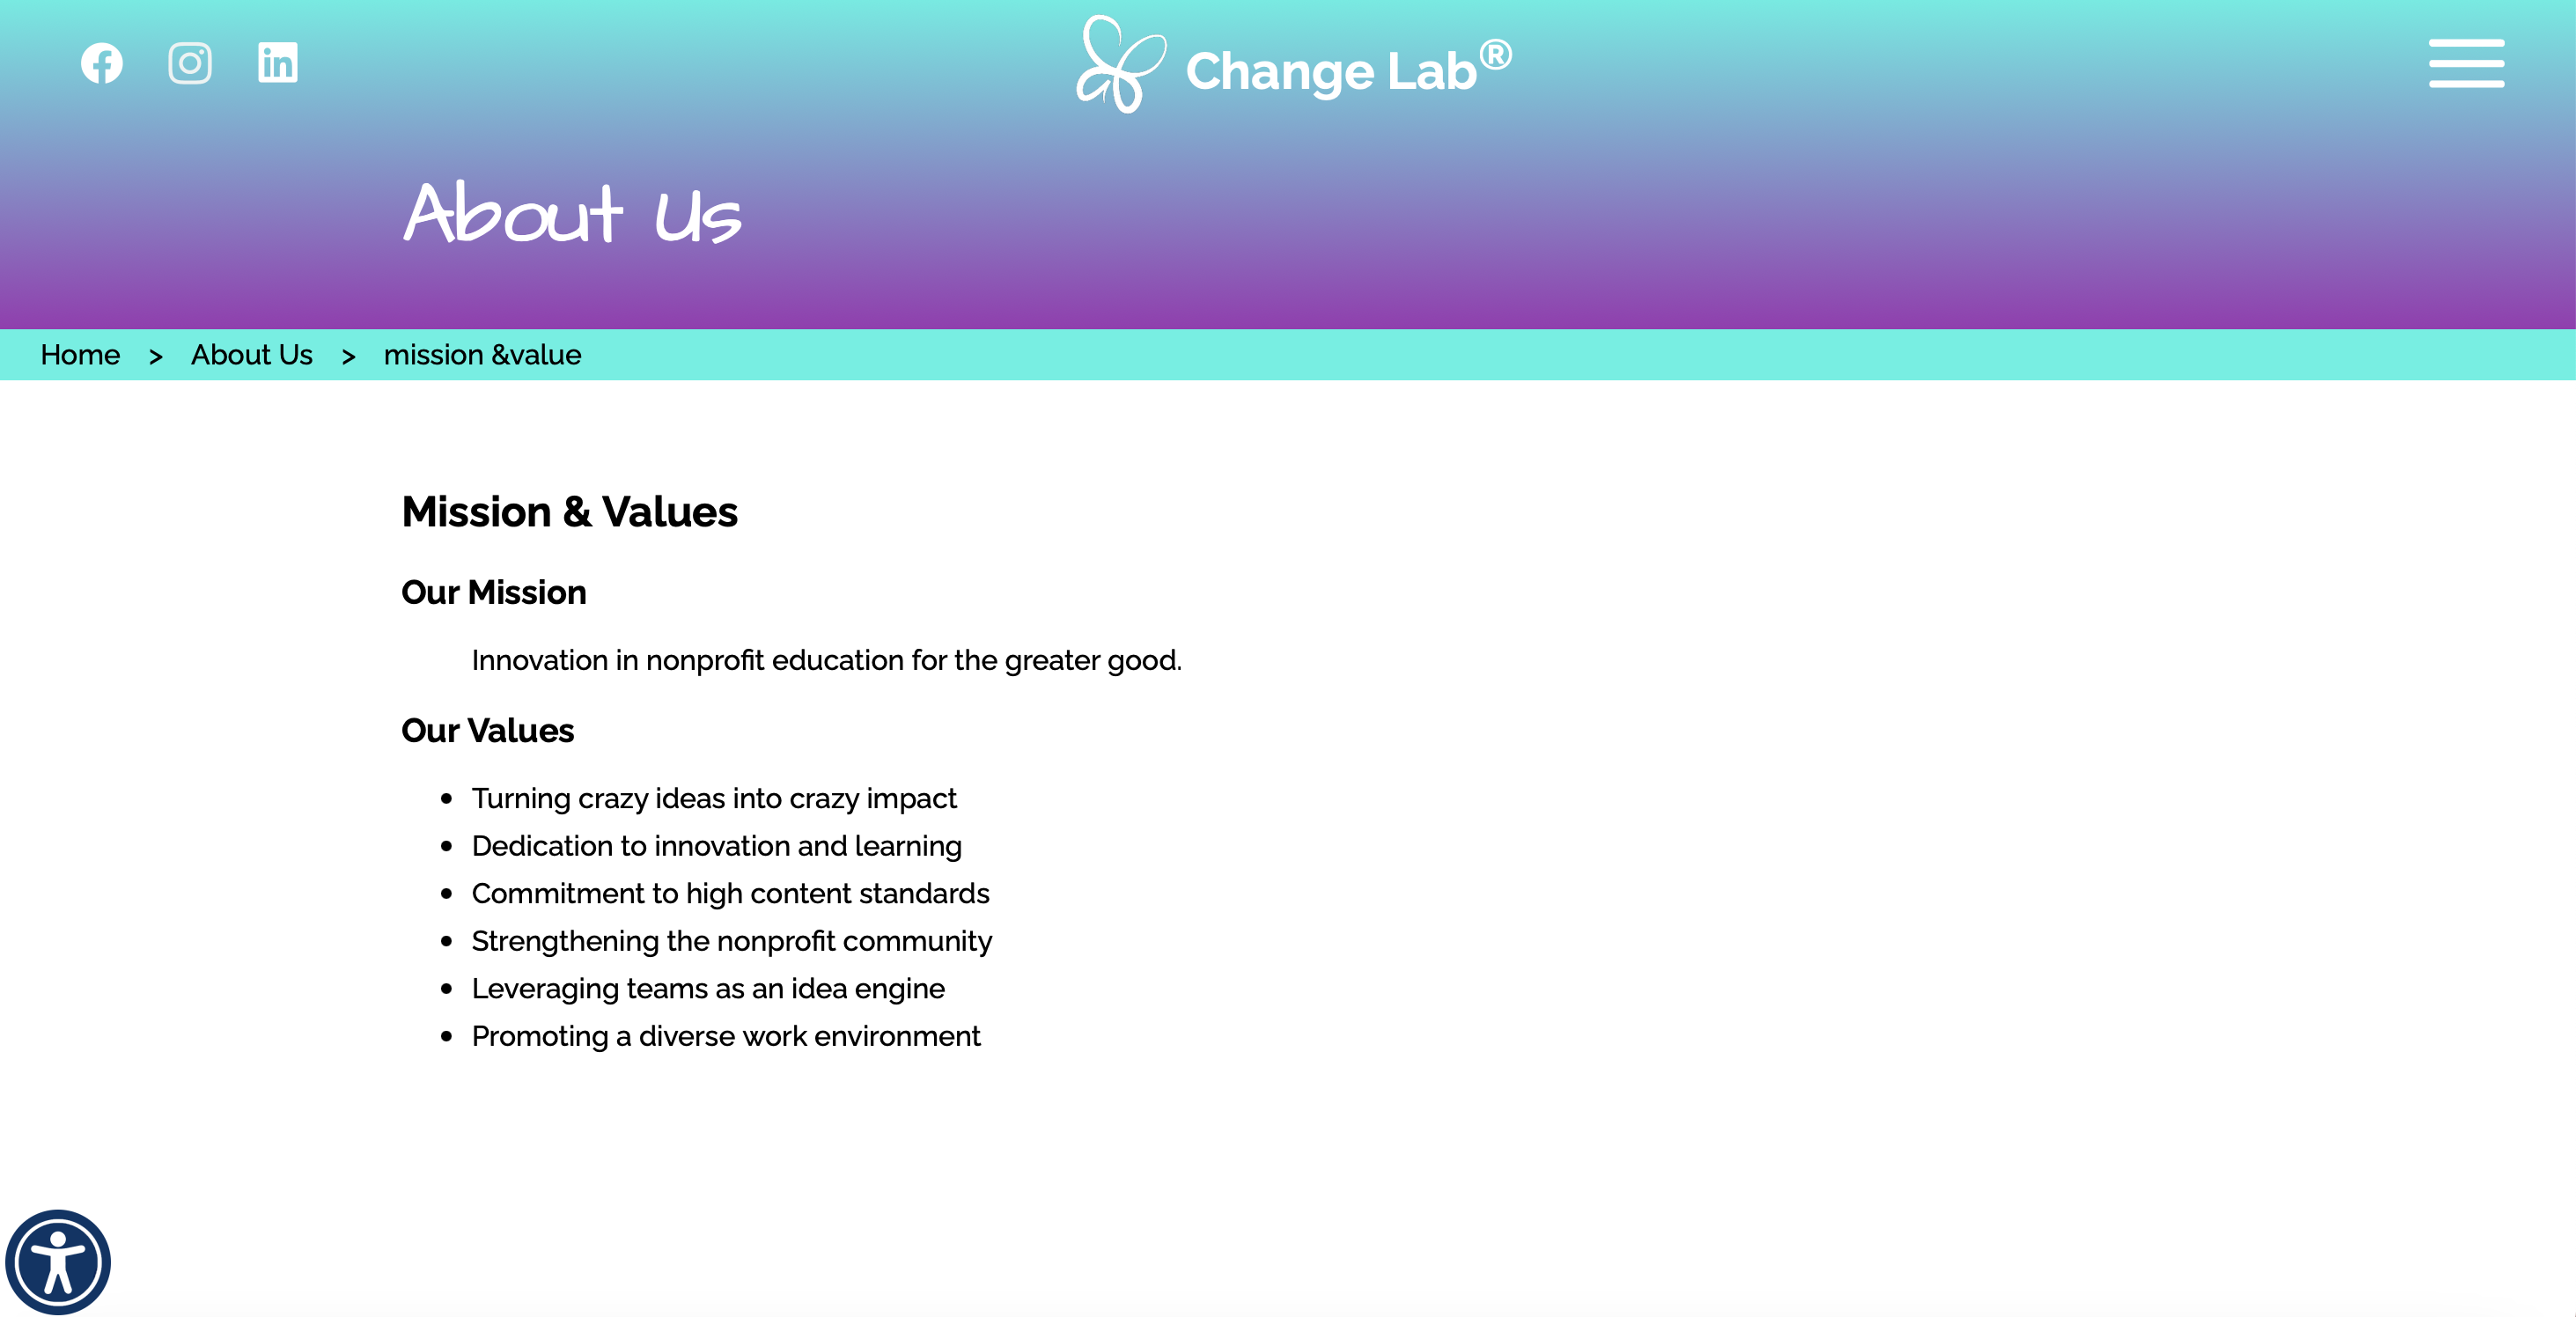 Change Lab®
About Us
Home > About Us > mission &value
Mission & Values
Our Mission
Innovation in nonprofit education for the greater good.
Our Values
• Turning crazy ideas into crazy impact
• Dedication to innovation and learning
• Commitment to high content standards
• Strengthening the nonprofit community
• Leveraging teams as an idea engine
• Promoting a diverse work environment